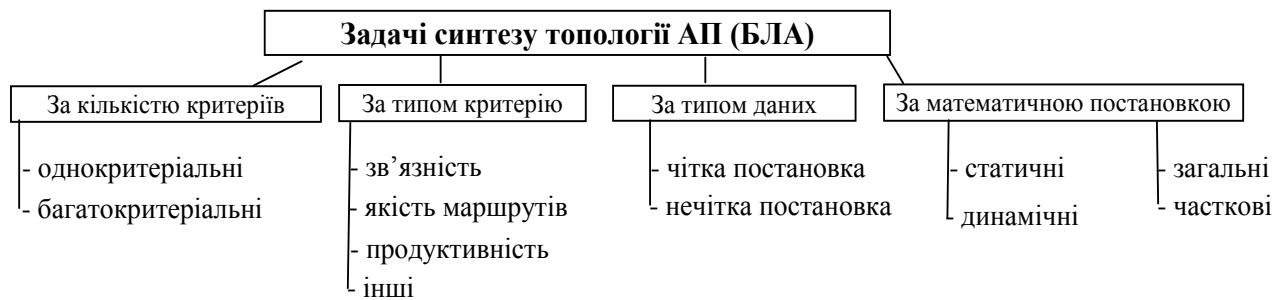 Задачі синтезу топології АП (БЛА)
За кількістю критеріїв
- однокритеріальні
- багатокритеріальні
За типом критерію
- зв’язність
- якість маршрутів
- продуктивність
- інші
За типом даних
- чітка постановка
- нечітка постановка
За математичною постановкою
- статичні
- динамічні
- загальні
- часткові